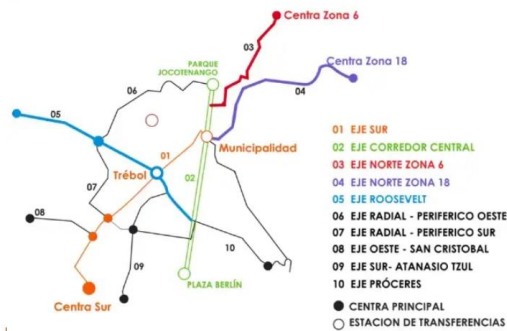 Centra Zona 6
03
PARQUE
JOCOTENANGO
Centra Zona 18
06
04
05
01
Municipalidad
Trébol
02
07
08
09
10
PLAZA BERLÍN
Centra Sur
01 EJE SUR
02 EJE CORREDOR CENTRAL
03 EJE NORTE ZONA 6
04 EJE NORTE ZONA 18
05 EJE ROOSEVELT
06 EJE RADIAL - PERIFERICO OESTE
07 EJE RADIAL - PERIFERICO SUR
08 EJE OESTE - SAN CRISTOBAL
09 EJE SUR- ATANASIO TZUL
10 EJE PRÓCERES
CENTRA PRINCIPAL
ESTACION DE TRANSFERENCIAS